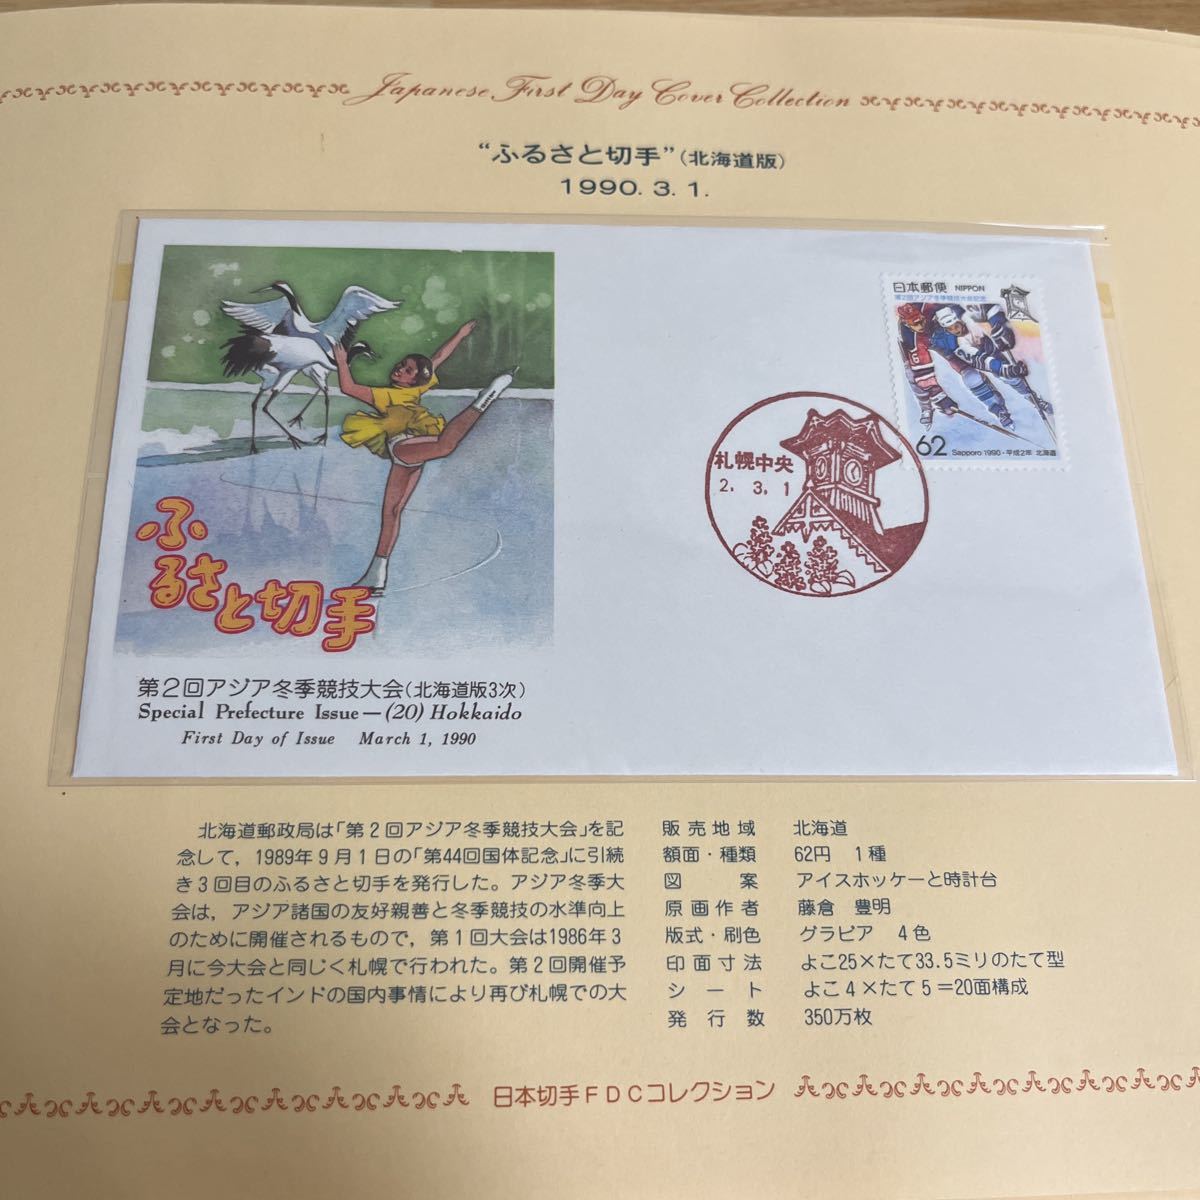 Japanese First Day Cover Collection
“ふるさと切手”(北海道版)
1990. 3. 1.
日本郵便 NIPPON
第2回アジア冬季競技大会記念
62
Sapporo 1990・平成2年 北海道
札幌中央
2. 3. 1
ふ
るさと切手
第2回アジア冬季競技大会(北海道版3次)
Special Prefecture Issue—(20) Hokkaido
First Day of Issue March 1, 1990
北海道郵政局は「第2回アジア冬季競技大会」を記
念して，1989年9月1日の「第44回国体記念」に引続
き3回目のふるさと切手を発行した。アジア冬季大
会は，アジア諸国の友好親善と冬季競技の水準向上
のために開催されるもので，第1回大会は1986年3
月に今大会と同じく札幌で行われた。第2回開催予
定地だったインドの国内事情により再び札幌での大
会となった。
販売地域 北海道
額面・種類 62円 1種
図案 アイスホッケーと時計台
原画作者 藤倉 豊明
版式・刷色 グラビア 4色
印面寸法 よこ25×たて33.5ミリのたて型
シート よこ4×たて5＝20面構成
発行数 350万枚
日本切手FDCコレクション